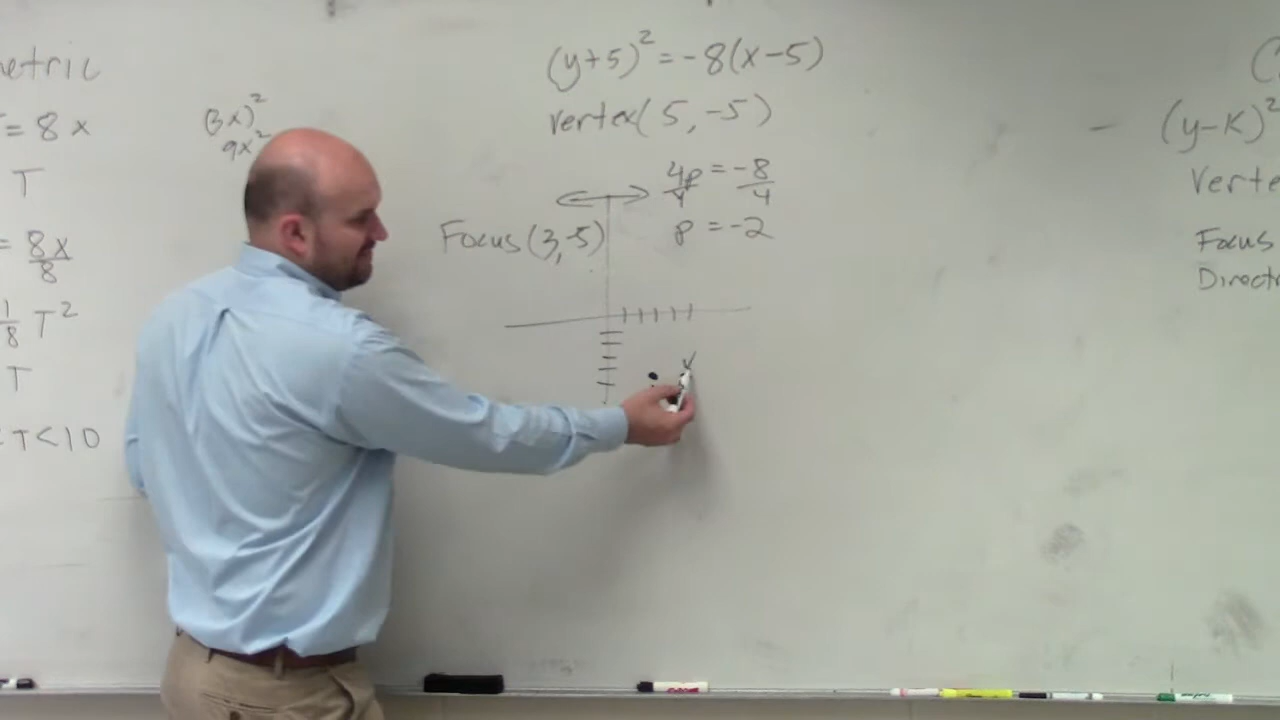 etric
= 8x
T
= 8x/8
1/8 T²
T
T<10
(3x)²
9x²
(y+5)² = -8(x-5)
vertex(5, -5)
4p/4 = -8/4
p = -2
Focus(3,-5)
V
(y-k)²
Verte
Focus
Direct